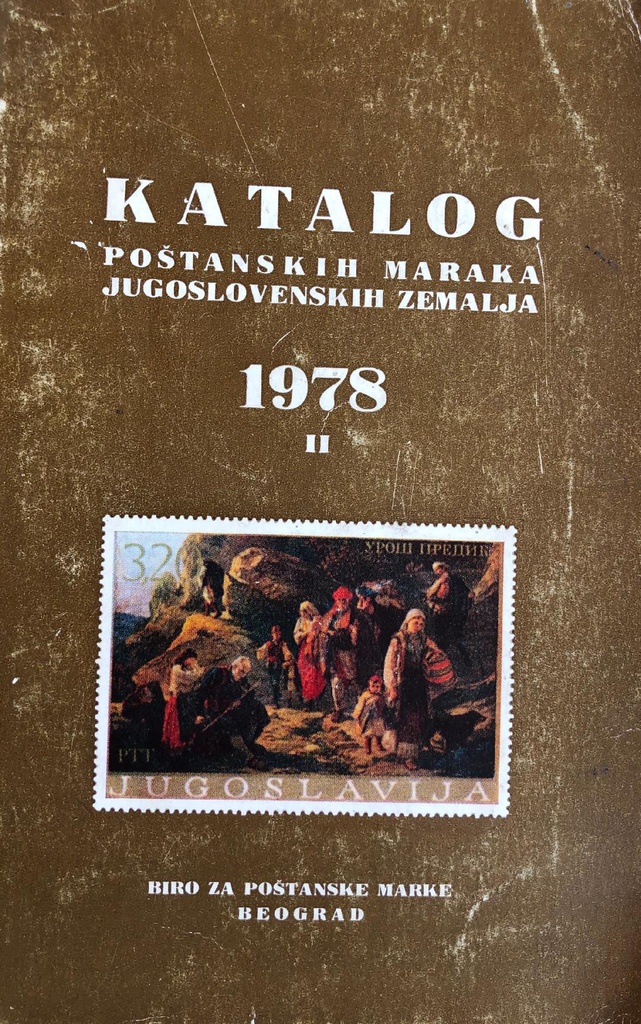 KATALOG
POŠTANSKIH MARAKA
JUGOSLOVENSKIH ZEMALJA
1978
II
3,20
УРОШ ПРЕДИЋ
PTT
JUGOSLAVIJA
BIRO ZA POŠTANSKE MARKE
BEOGRAD